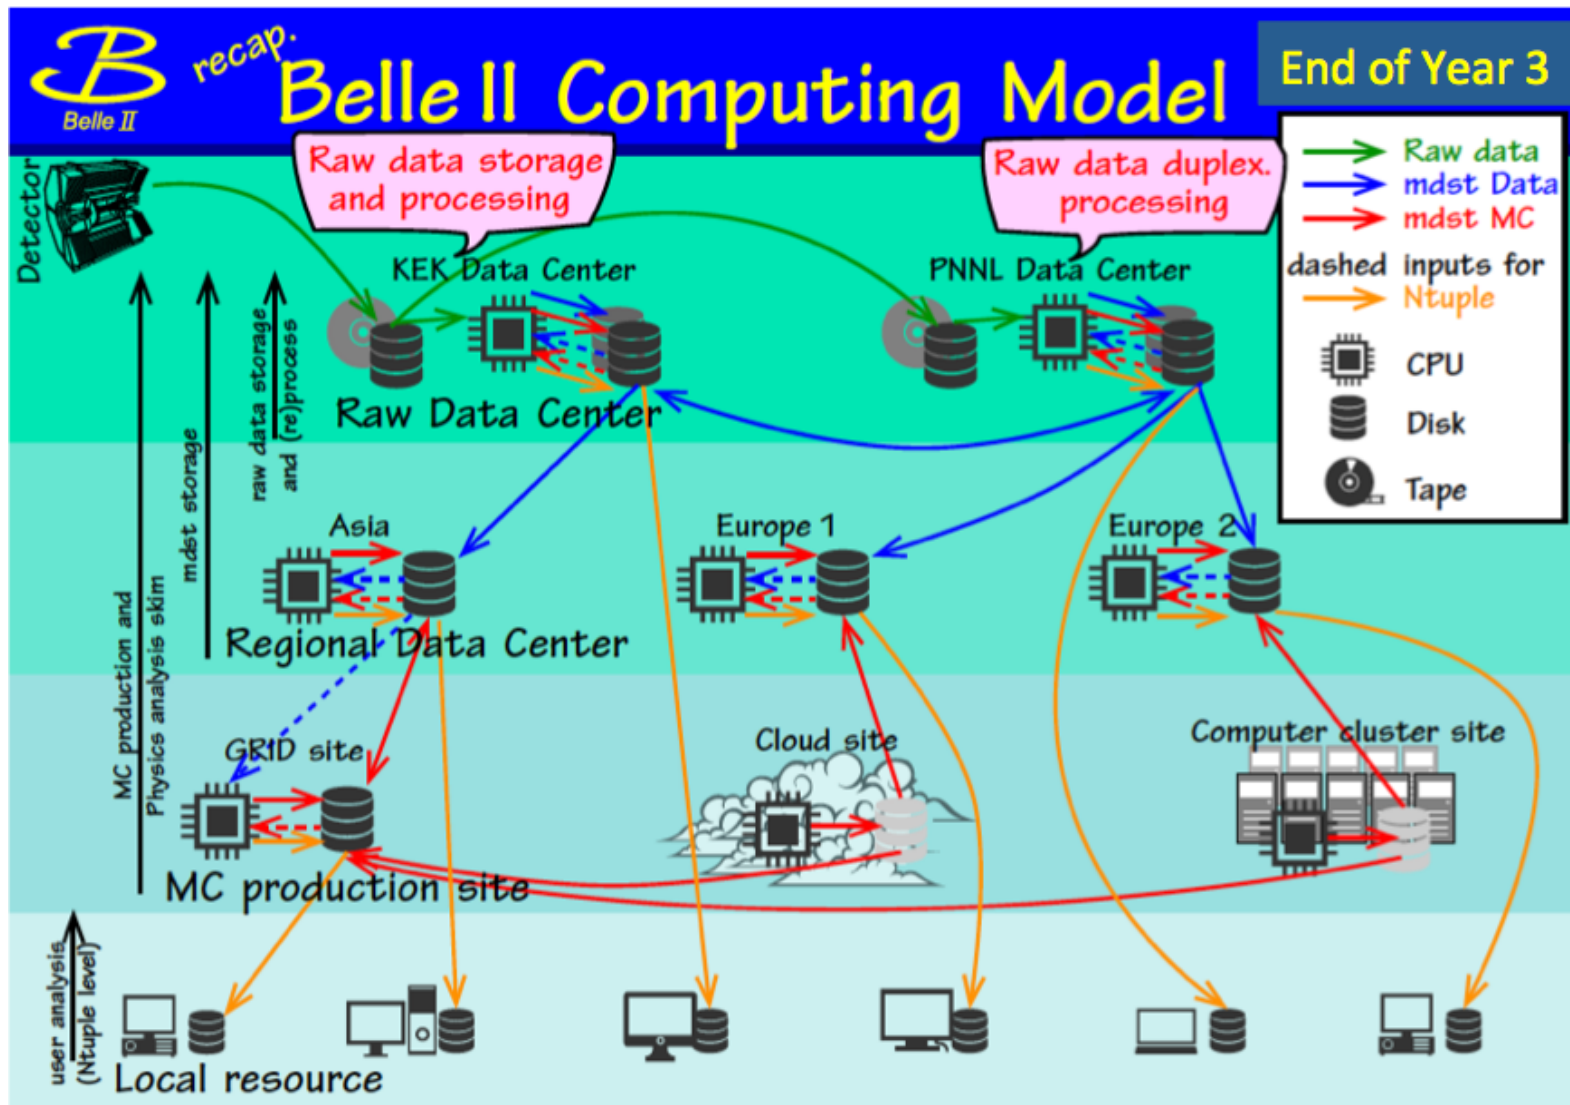 Belle II
recap.
Belle II Computing Model
End of Year 3
Raw data
mdst Data
mdst MC
dashed inputs for
Ntuple
CPU
Disk
Tape
Detector
Raw data storage
and processing
Raw data duplex.
processing
KEK Data Center
PNNL Data Center
Raw Data Center
raw data storage
and (re)process
mdst storage
MC production and
Physics analysis skim
Asia
Europe 1
Europe 2
Regional Data Center
GRID site
Cloud site
Computer cluster site
MC production site
user analysis
(Ntuple level)
Local resource